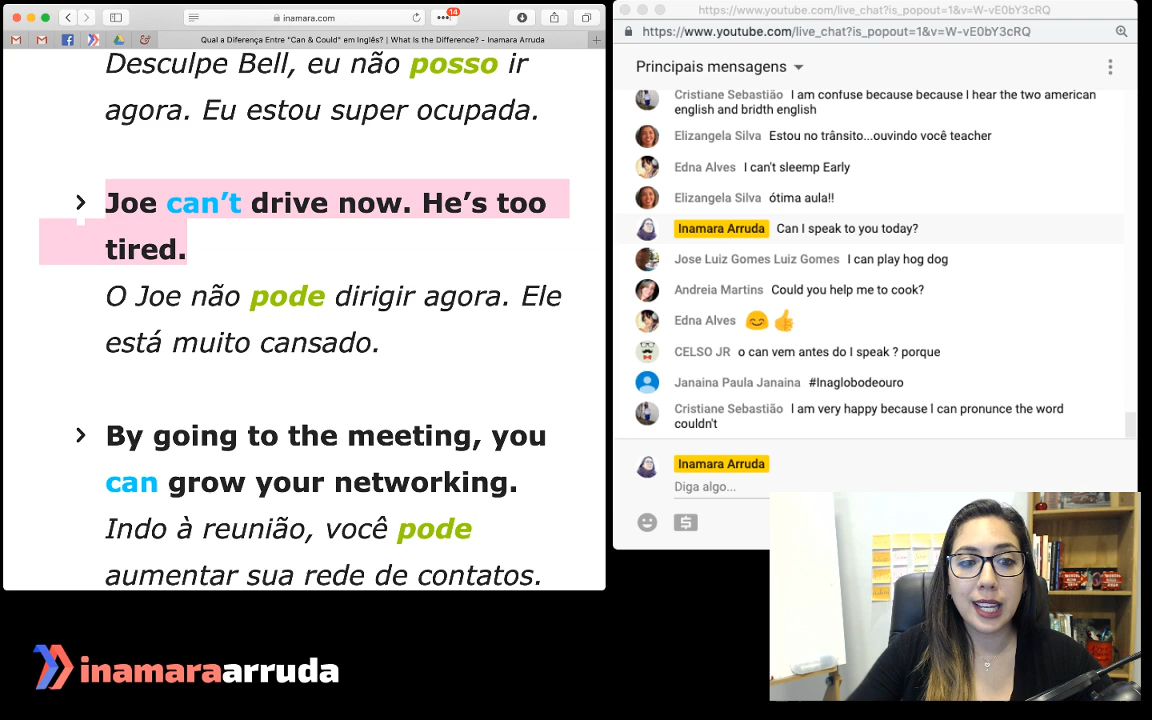 inamara.com
14
Qual a Diferença Entre "Can & Could" em Inglês? | What Is the Difference? - Inamara Arruda
Desculpe Bell, eu não posso ir
agora. Eu estou super ocupada.
Joe can't drive now. He's too
tired.
O Joe não pode dirigir agora. Ele
está muito cansado.
By going to the meeting, you
can grow your networking.
Indo à reunião, você pode
aumentar sua rede de contatos.
inamaraarruda
https://www.youtube.com/live_chat?is_popout=1&v=W-vE0bY3cRQ
https://www.youtube.com/live_chat?is_popout=1&v=W-vE0bY3cRQ
Principais mensagens
Cristiane Sebastião I am confuse because because I hear the two american
english and bridth english
Elizangela Silva Estou no trânsito...ouvindo você teacher
Edna Alves I can't sleemp Early
Elizangela Silva ótima aula!!
Inamara Arruda Can I speak to you today?
Jose Luiz Gomes Luiz Gomes I can play hog dog
Andreia Martins Could you help me to cook?
Edna Alves 😊👍
CELSO JR o can vem antes do I speak ? porque
Janaina Paula Janaina #Inaglobodeouro
Cristiane Sebastião I am very happy because I can pronunce the word
couldn't
Inamara Arruda
Diga algo...